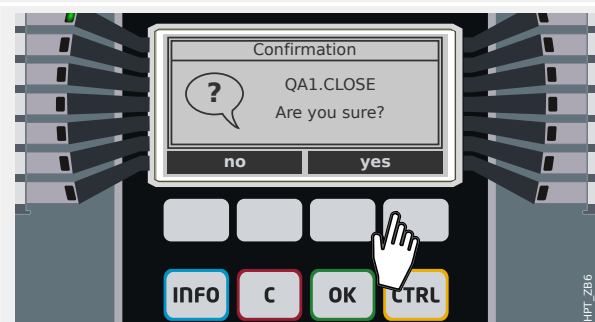 Confirmation
?
QA1.CLOSE
Are you sure?
no yes
INFO C OK CTRL
HPT_ZB6